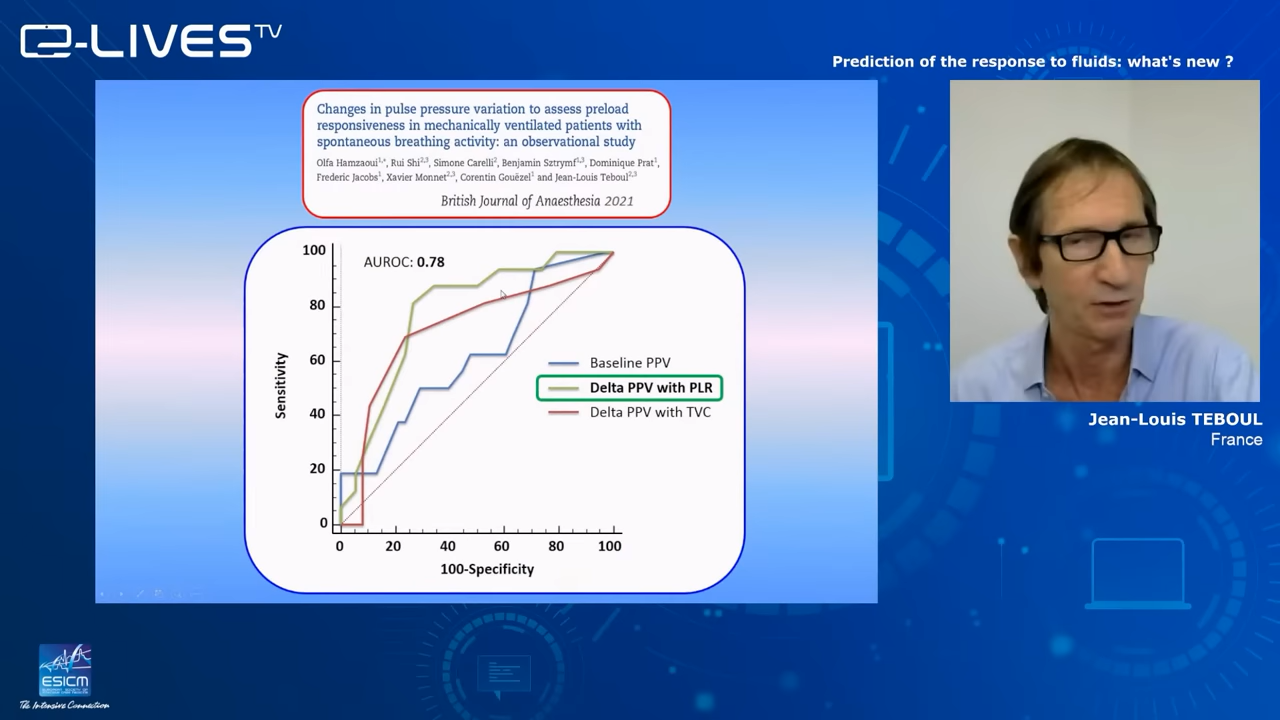 e-LIVES TV
Prediction of the response to fluids: what's new ?
Changes in pulse pressure variation to assess preload
responsiveness in mechanically ventilated patients with
spontaneous breathing activity: an observational study
Olfa Hamzaoui1,*, Rui Shi2,3, Simone Carelli2, Benjamin Sztrymf1,3, Dominique Prat1,
Frederic Jacobs1, Xavier Monnet2,3, Corentin Gouëzel1 and Jean-Louis Teboul2,3
British Journal of Anaesthesia 2021
AUROC: 0.78
100
80
60
40
20
0
Sensitivity
Baseline PPV
Delta PPV with PLR
Delta PPV with TVC
0 20 40 60 80 100
100-Specificity
Jean-Louis TEBOUL
France
ESICM
The Intensive Connection